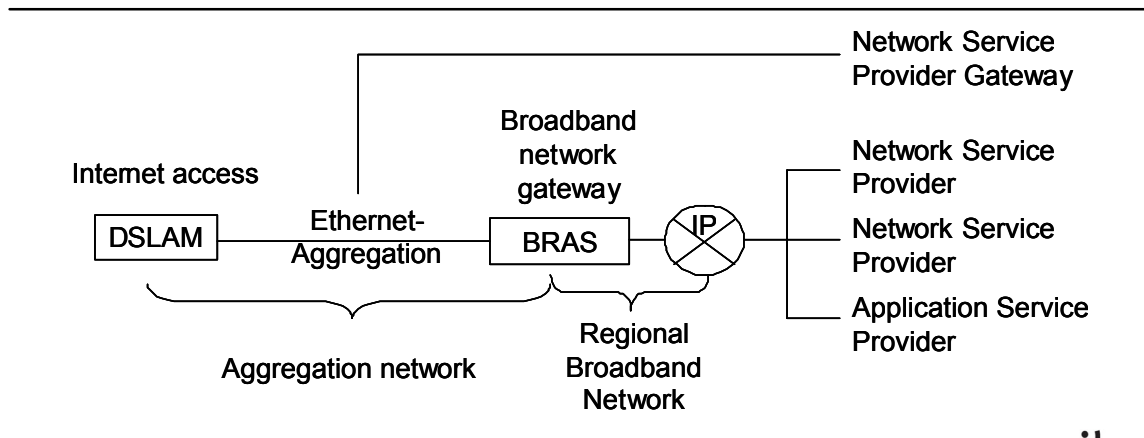 Network Service
Provider Gateway
Broadband
network
gateway
Internet access
Network Service
Provider
DSLAM
Ethernet-
Aggregation
BRAS
IP
Network Service
Provider
Application Service
Provider
Aggregation network
Regional
Broadband
Network